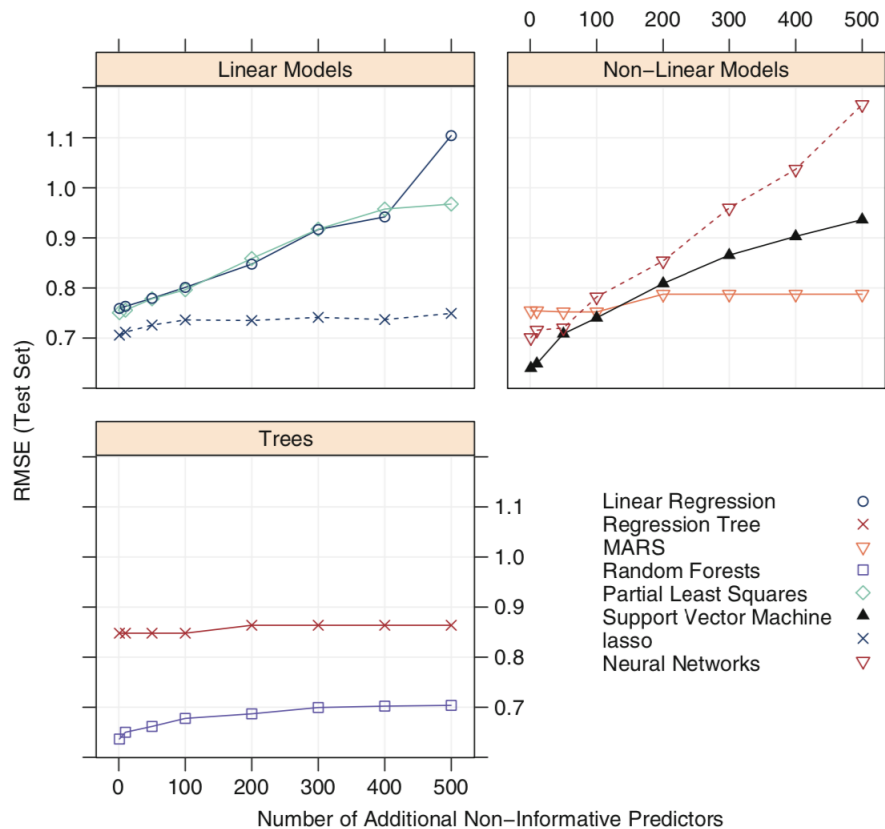 0 100 200 300 400 500
Linear Models
Non−Linear Models
1.1
1.0
0.9
0.8
0.7
RMSE (Test Set)
Trees
1.1
1.0
0.9
0.8
0.7
0 100 200 300 400 500
Number of Additional Non−Informative Predictors
Linear Regression
Regression Tree
MARS
Random Forests
Partial Least Squares
Support Vector Machine
lasso
Neural Networks